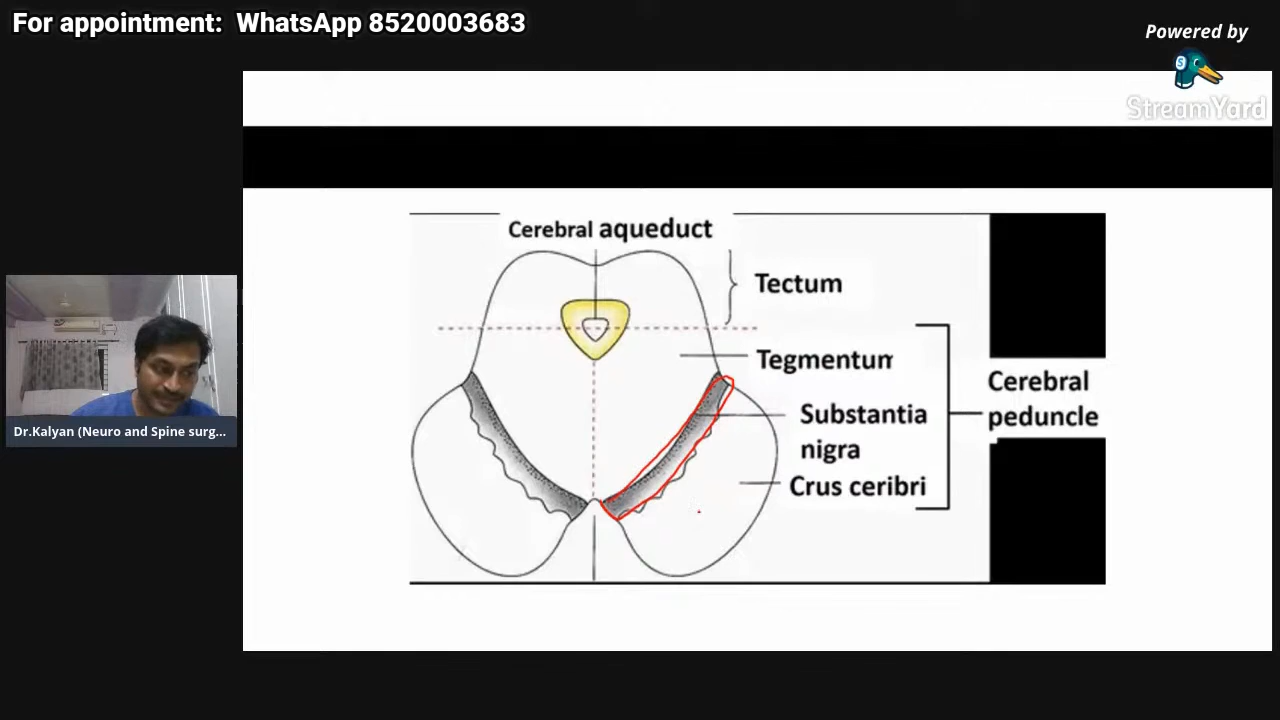 For appointment: WhatsApp 8520003683
Powered by
S
StreamYard
Cerebral aqueduct
Tectum
Tegmentum
Cerebral
peduncle
Substantia
nigra
Crus ceribri
Dr.Kalyan (Neuro and Spine surg...